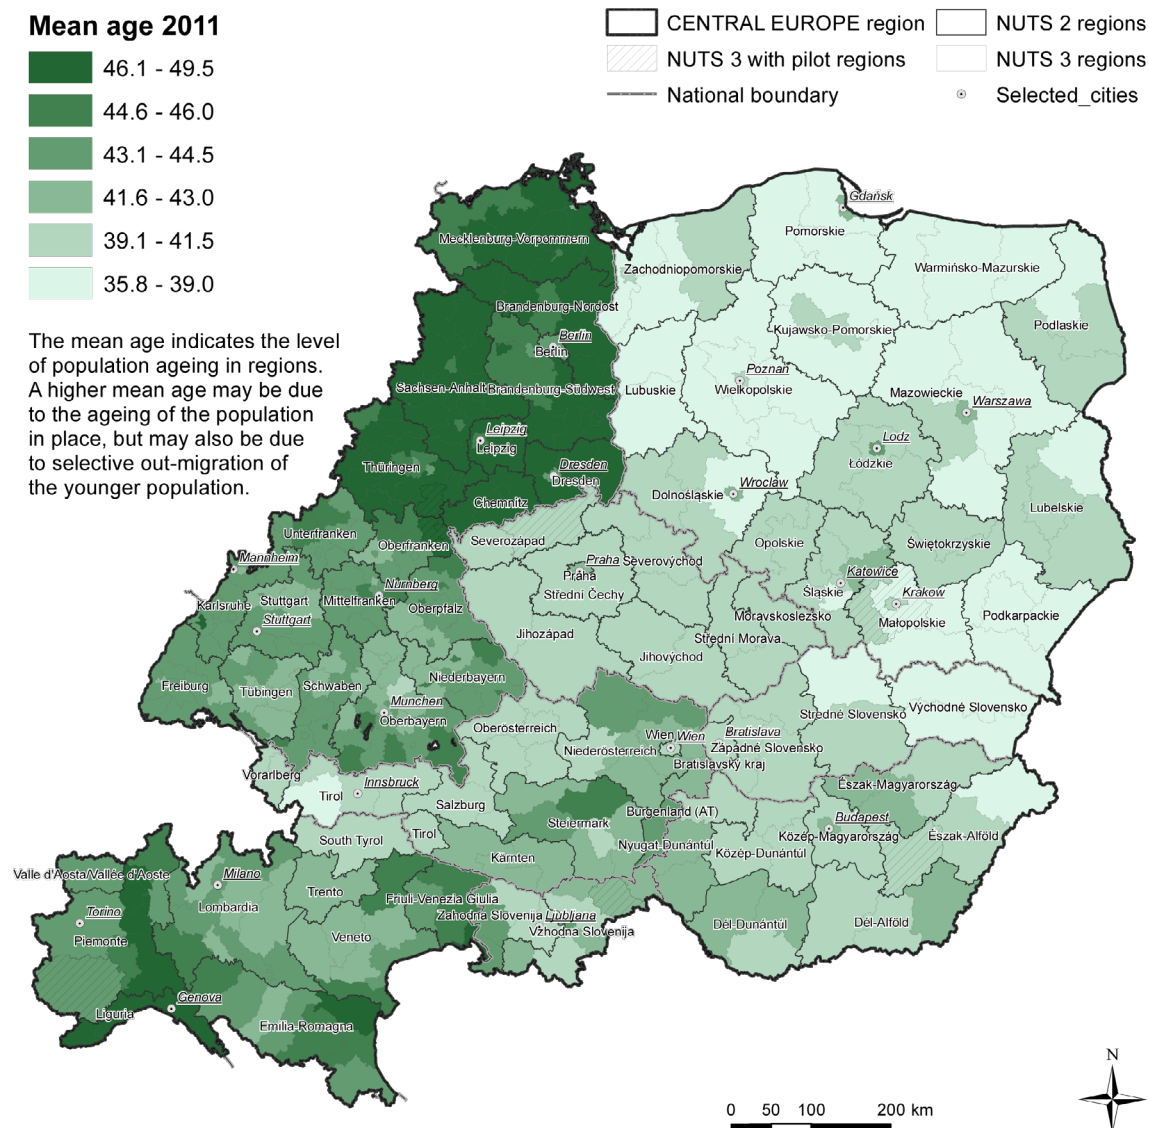 Mean age 2011
46.1 - 49.5
44.6 - 46.0
43.1 - 44.5
41.6 - 43.0
39.1 - 41.5
35.8 - 39.0
The mean age indicates the level
of population ageing in regions.
A higher mean age may be due
to the ageing of the population
in place, but may also be due
to selective out-migration of
the younger population.
CENTRAL EUROPE region
NUTS 2 regions
NUTS 3 with pilot regions
NUTS 3 regions
National boundary
Selected_cities
Gdańsk
Pomorskie
Mecklenburg-Vorpommern
Zachodniopomorskie
Warmińsko-Mazurskie
Brandenburg-Nordost
Kujawsko-Pomorskie
Podlaskie
Berlin
Berlin
Poznań
Sachsen-Anhalt
Brandenburg-Südwest
Lubuskie
Wielkopolskie
Mazowieckie
Warszawa
Leipzig
Leipzig
Lodz
Łódzkie
Thüringen
Dresden
Dresden
Wroclaw
Dolnośląskie
Chemnitz
Lubelskie
Unterfranken
Oberfranken
Severozápad
Opolskie
Świętokrzyskie
Mannheim
Praha
Severovýchod
Praha
Katowice
Nürnberg
Krakow
Karlsruhe
Stuttgart
Mittelfranken
Oberpfalz
Střední Čechy
Śląskie
Stuttgart
Moravskoslezsko
Małopolskie
Podkarpackie
Jihozápad
Střední Morava
Jihovýchod
Freiburg
Tübingen
Schwaben
Niederbayern
Munchen
Oberbayern
Stredné Slovensko
Východné Slovensko
Oberösterreich
Wien
Wien
Bratislava
Niederösterreich
Západné Slovensko
Bratislavský kraj
Vorarlberg
Innsbruck
Tirol
Észak-Magyarország
Salzburg
Burgenland (AT)
Budapest
Steiermark
South Tyrol
Tirol
Nyugat-Dunántúl
Közép-Magyarország
Észak-Alföld
Közép-Dunántúl
Kärnten
Valle d'Aosta/Vallée d'Aoste
Milano
Trento
Friuli-Venezia Giulia
Lombardia
Torino
Zahodna Slovenija
Ljubljana
Vzhodna Slovenija
Dél-Dunántúl
Dél-Alföld
Piemonte
Veneto
Genova
Liguria
Emilia-Romagna
N
0 50 100 200 km